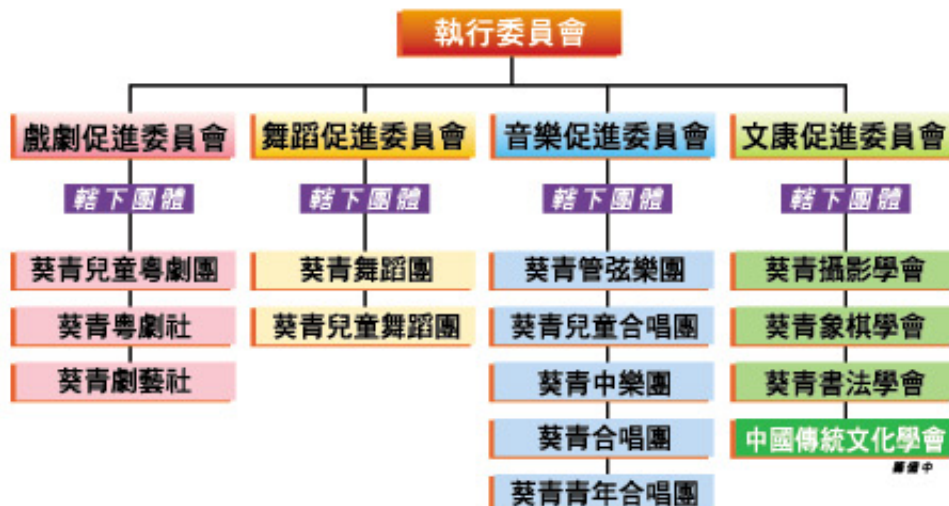 執行委員會
戲劇促進委員會
舞蹈促進委員會
音樂促進委員會
文康促進委員會
轄下團體
轄下團體
轄下團體
轄下團體
葵青兒童粵劇團
葵青舞蹈團
葵青管弦樂團
葵青攝影學會
葵青粵劇社
葵青兒童舞蹈團
葵青兒童合唱團
葵青象棋學會
葵青劇藝社
葵青中樂團
葵青書法學會
葵青合唱團
中國傳統文化學會
籌備中
葵青青年合唱團